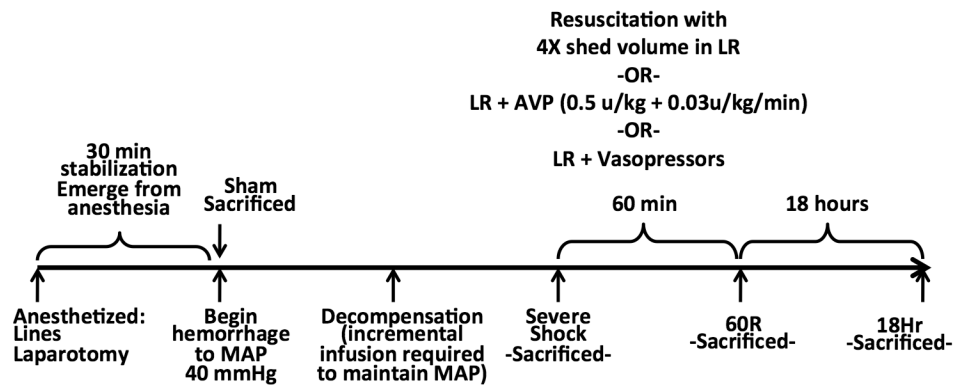 Resuscitation with
4X shed volume in LR
-OR-
LR + AVP (0.5 u/kg + 0.03u/kg/min)
-OR-
LR + Vasopressors
30 min
stabilization
Emerge from
anesthesia
Sham
Sacrificed
60 min
18 hours
Anesthetized:
Lines
Laparotomy
Begin
hemorrhage
to MAP
40 mmHg
Decompensation
(incremental
infusion required
to maintain MAP)
Severe
Shock
-Sacrificed-
60R
-Sacrificed-
18Hr
-Sacrificed-